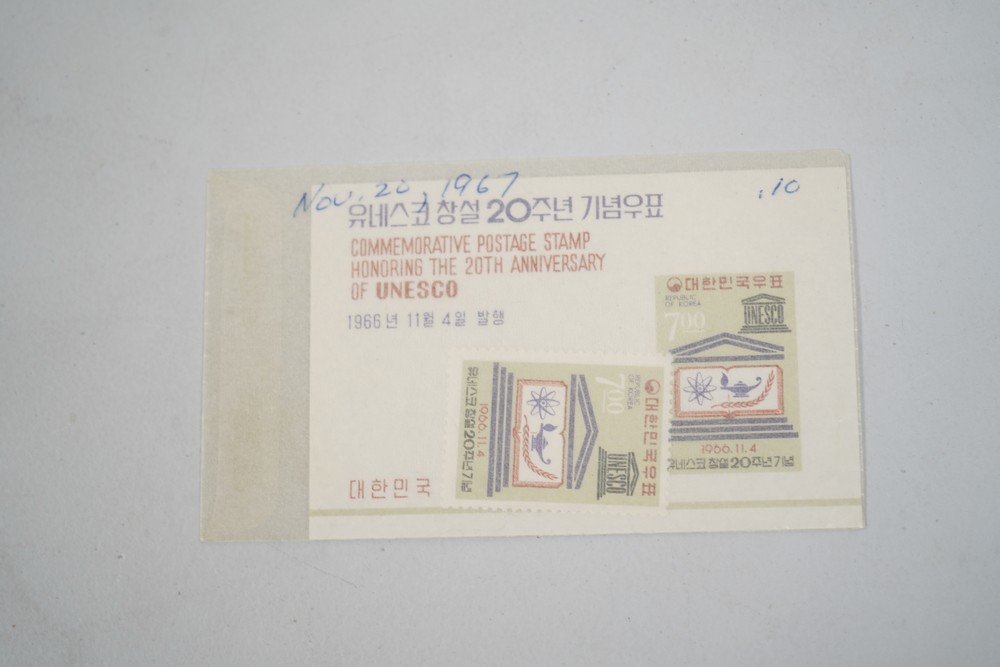 Nov. 20, 1967
.10
유네스코 창설 20주년 기념우표
COMMEMORATIVE POSTAGE STAMP
HONORING THE 20TH ANNIVERSARY
OF UNESCO
1966년 11월 4일 발행
대한민국
대한민국우표
REPUBLIC
OF KOREA
UNESCO
700
1966.11.4
유네스코창설20주년기념
대한민국우표
REPUBLIC
OF KOREA
7.00
UNESCO
1966.11.4
유네스코창설20주년기념